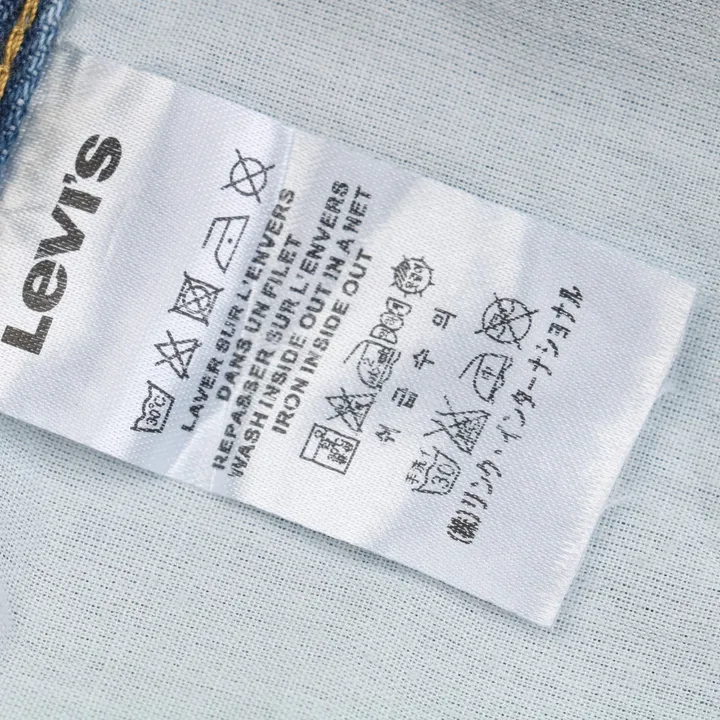 Levi's
30°C
LAVER SUR L'ENVERS
DANS UN FILET
REPASSER SUR L'ENVERS
WASH INSIDE OUT IN A NET
IRON INSIDE OUT
취 급 주 의
手洗イ
30
(株)リンク・インターナショナル